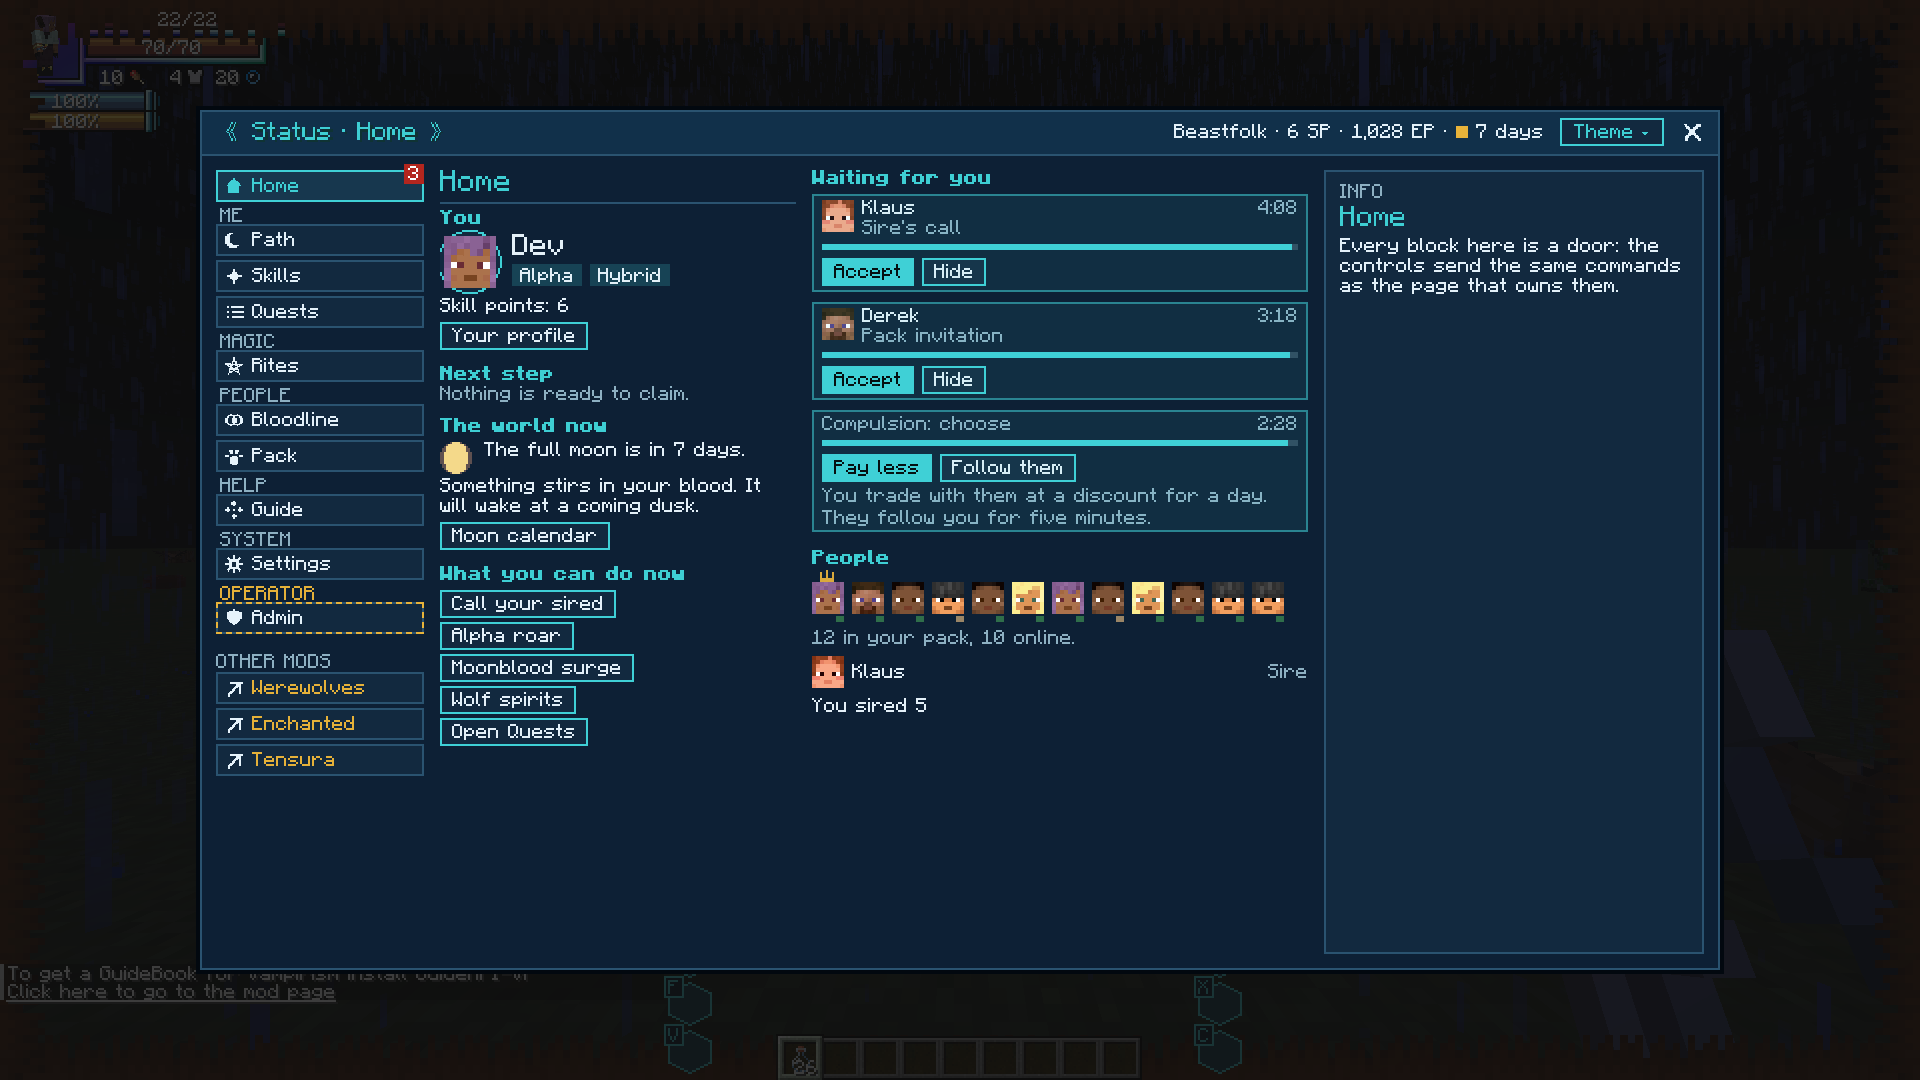 22/22
70/70
10 4 20
100%
100%
Status · Home
Beastfolk · 6 SP · 1,028 EP · 7 days
Theme
X
Home
3
ME
Path
Skills
Quests
MAGIC
Rites
PEOPLE
Bloodline
Pack
HELP
Guide
SYSTEM
Settings
OPERATOR
Admin
OTHER MODS
Werewolves
Enchanted
Tensura
Home
You
Dev
Alpha Hybrid
Skill points: 6
Your profile
Next step
Nothing is ready to claim.
The world now
The full moon is in 7 days.
Something stirs in your blood. It
will wake at a coming dusk.
Moon calendar
What you can do now
Call your sired
Alpha roar
Moonblood surge
Wolf spirits
Open Quests
Waiting for you
Klaus 4:08
Sire's call
Accept Hide
Derek 3:18
Pack invitation
Accept Hide
Compulsion: choose 2:28
Pay less Follow them
You trade with them at a discount for a day.
They follow you for five minutes.
People
12 in your pack, 10 online.
Klaus Sire
You sired 5
INFO
Home
Every block here is a door: the
controls send the same commands
as the page that owns them.
To get a GuideBook for Vampirism install
Click here to go to the mod page
F
V
X
C
26